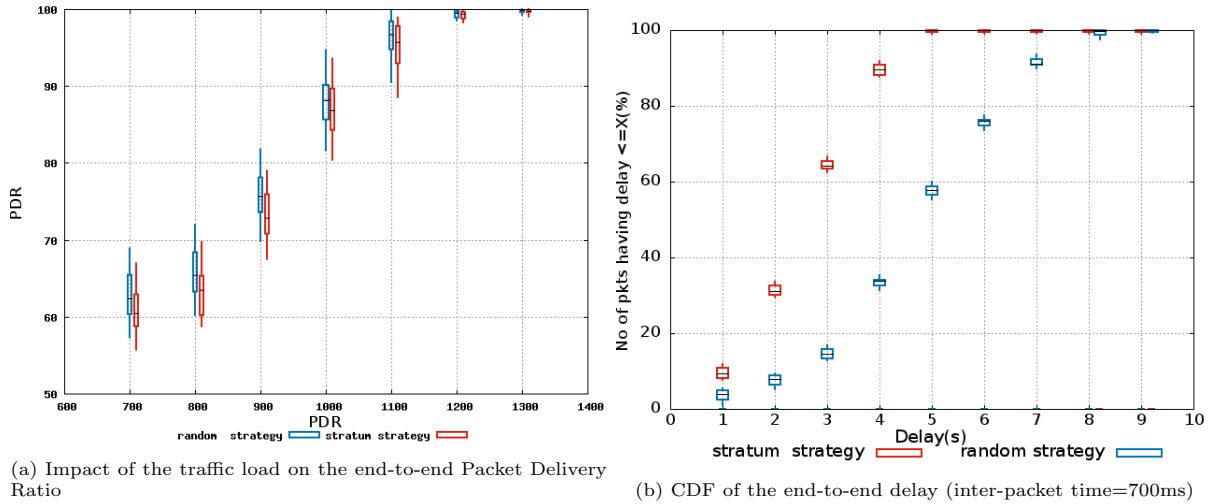 100
90
80
70
60
50
PDR
600 700 800 900 1000 1100 1200 1300 1400
PDR
random strategy stratum strategy
(a) Impact of the traffic load on the end-to-end Packet Delivery
Ratio
100
80
60
40
20
0
No of pkts having delay <=X(%)
0 1 2 3 4 5 6 7 8 9 10
Delay(s)
stratum strategy random strategy
(b) CDF of the end-to-end delay (inter-packet time=700ms)